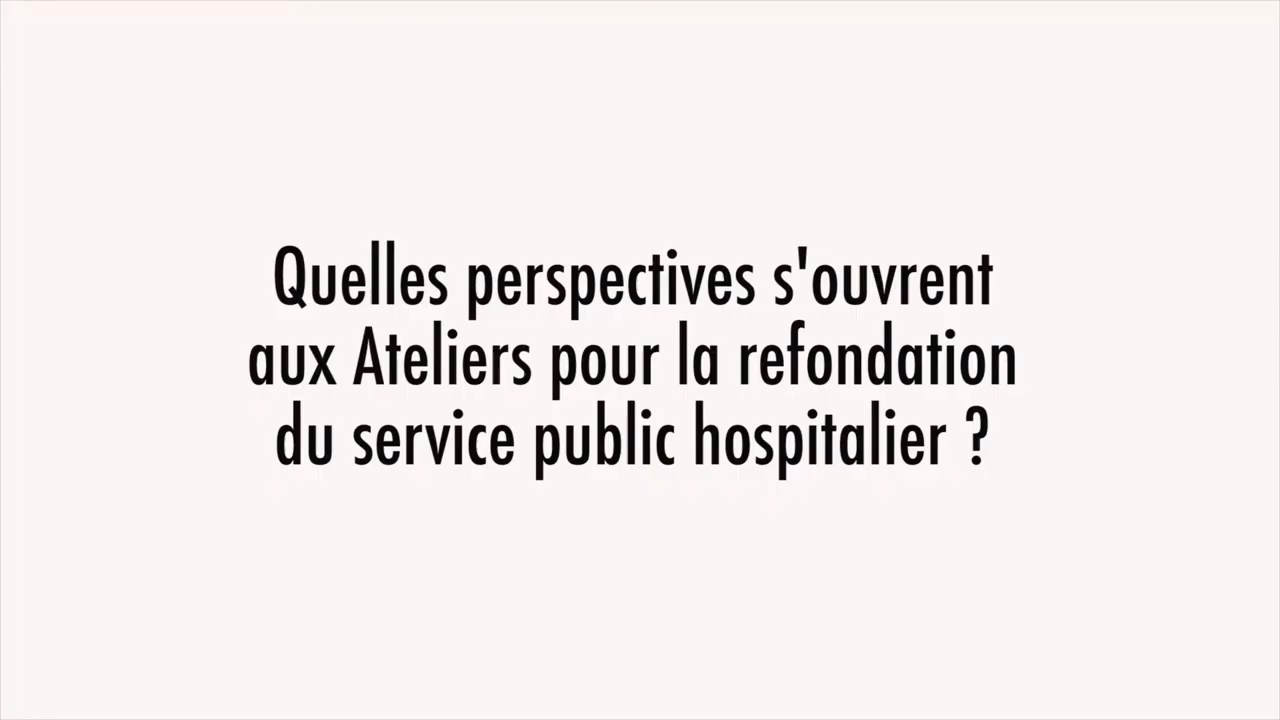 Quelles perspectives s'ouvrent
aux Ateliers pour la refondation
du service public hospitalier ?